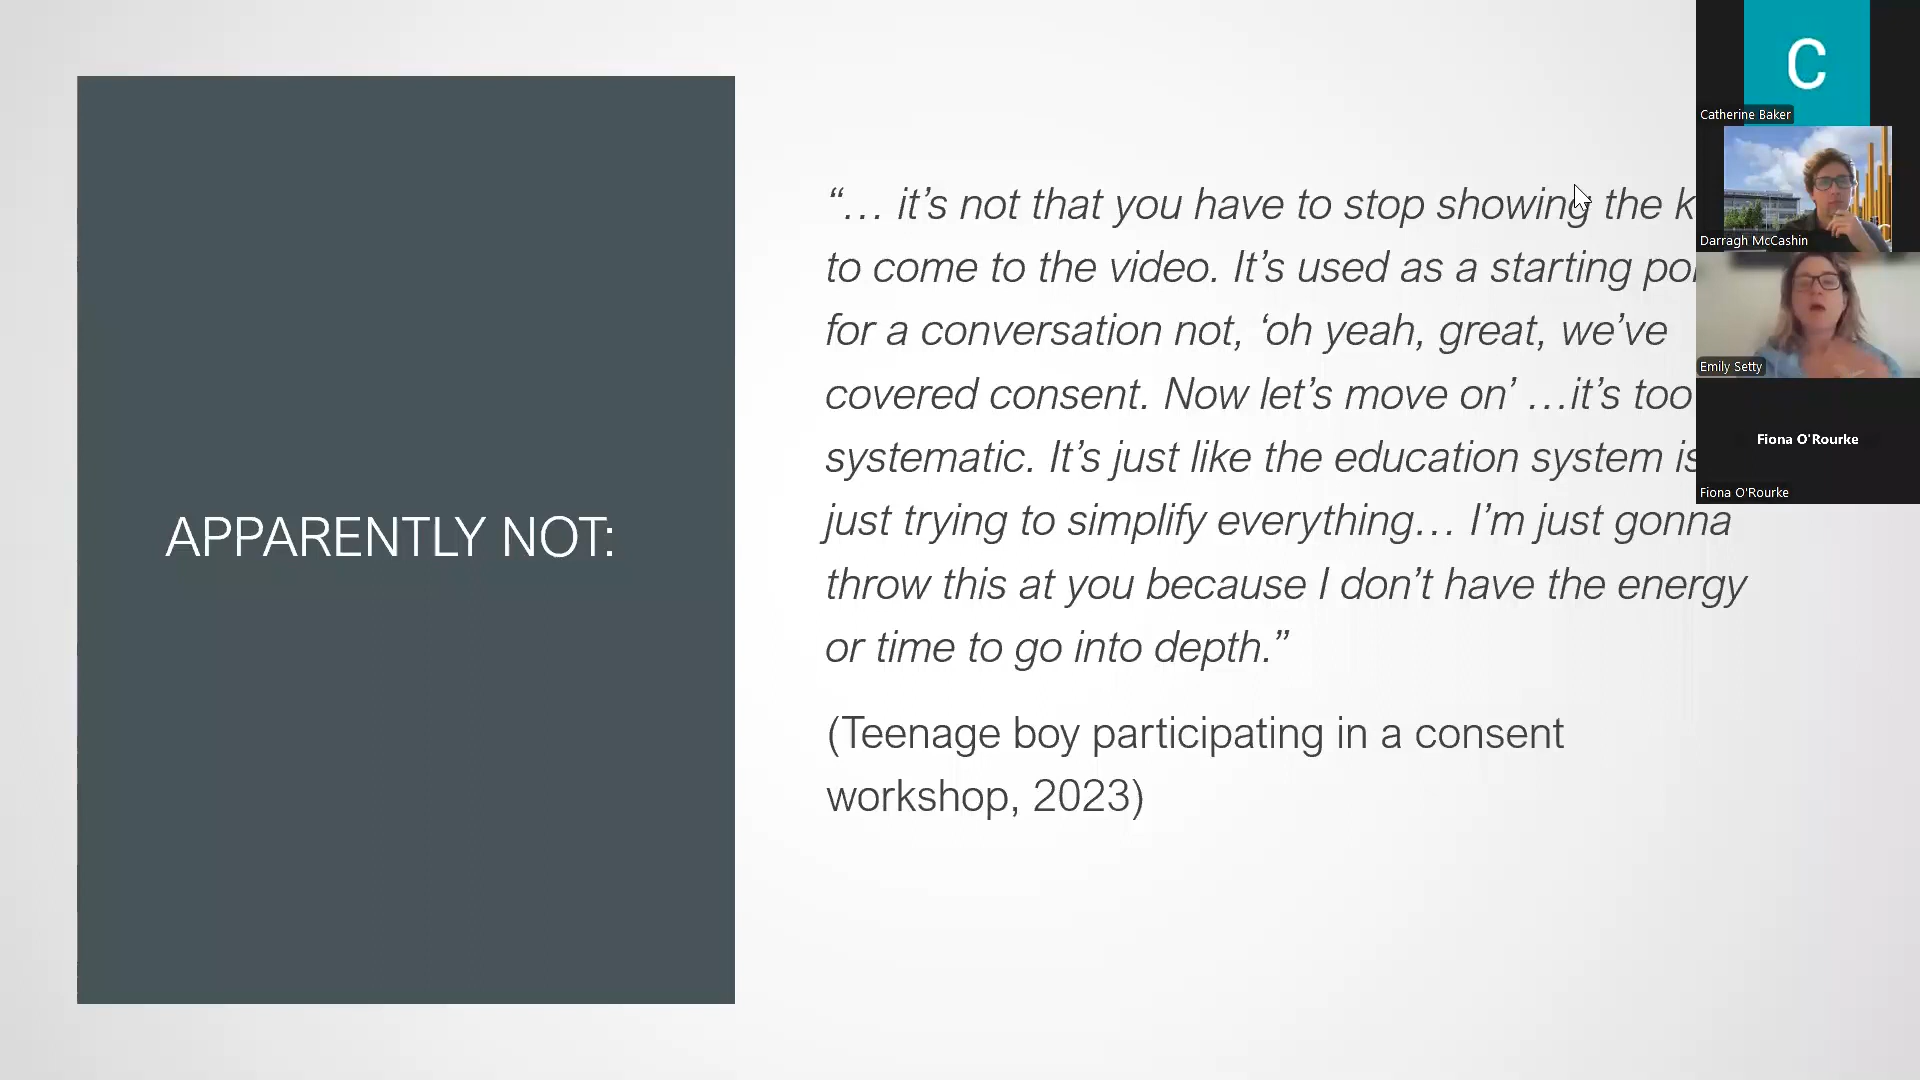 APPARENTLY NOT:
“… it’s not that you have to stop showing the
to come to the video. It’s used as a starting
for a conversation not, ‘oh yeah, great, we’ve
covered consent. Now let’s move on’ …it’s too
systematic. It’s just like the education system is
just trying to simplify everything… I’m just gonna
throw this at you because I don’t have the energy
or time to go into depth.”
(Teenage boy participating in a consent
workshop, 2023)
C
Catherine Baker
Darragh McCashin
Emily Setty
Fiona O'Rourke
Fiona O'Rourke